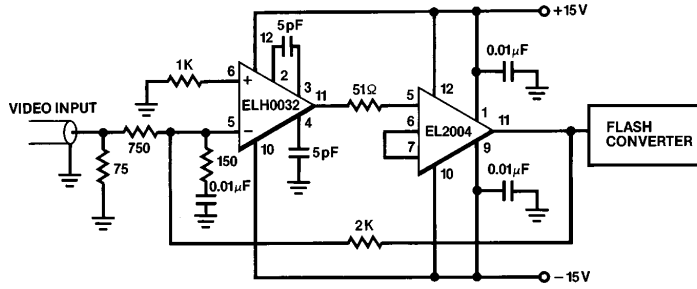 +15V
12
5pF
0.01µF
1K
6
+
2
3
12
1
VIDEO INPUT
ELH0032
11
51Ω
5
EL2004
11
FLASH
CONVERTER
5
−
4
6
7
750
10
5pF
10
9
75
150
0.01µF
0.01µF
2K
−15V